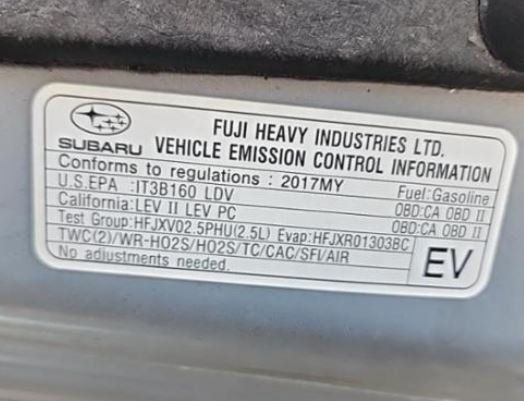 SUBARU
FUJI HEAVY INDUSTRIES LTD.
VEHICLE EMISSION CONTROL INFORMATION
Conforms to regulations : 2017MY Fuel:Gasoline
U.S.EPA :IT3B160 LDV OBD:CA OBD II
California:LEV II LEV PC OBD:CA OBD II
Test Group:HFJXV02.5PHU(2.5L) Evap:HFJXR01303BC
TWC(2)/WR-HO2S/HO2S/TC/CAC/SFI/AIR
No adjustments needed.
EV